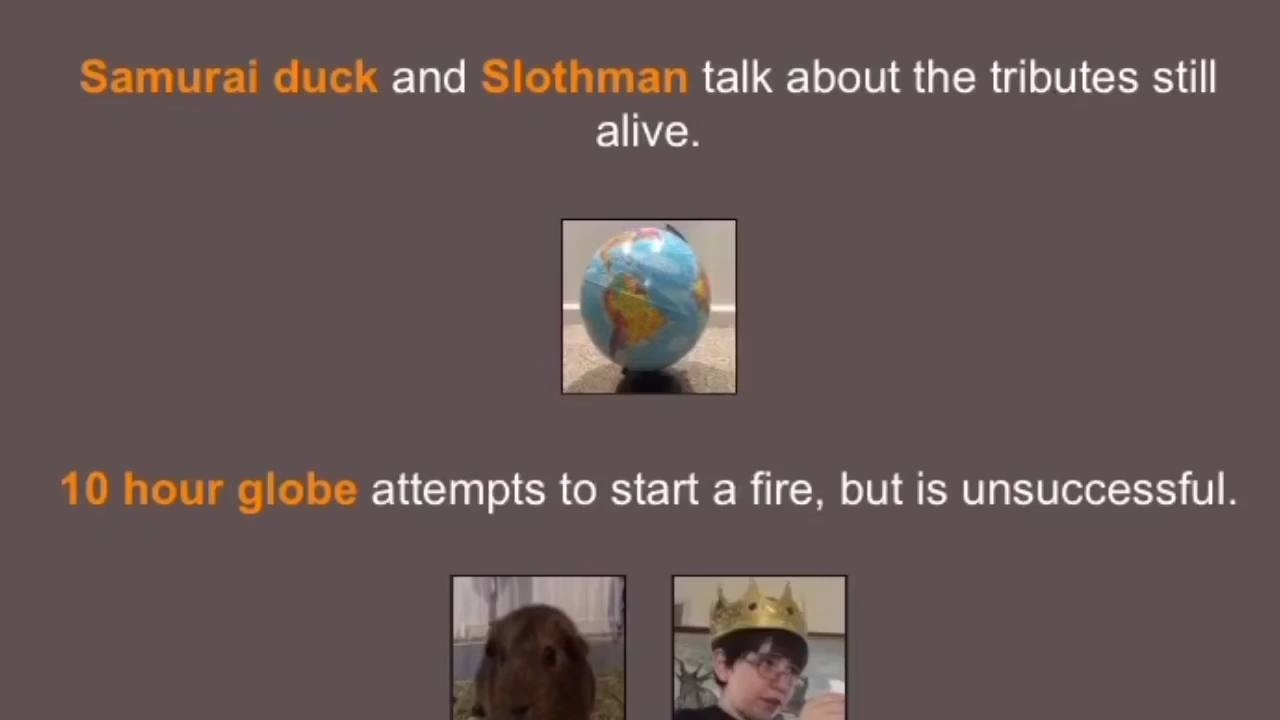 Samurai duck and Slothman talk about the tributes still
alive.
10 hour globe attempts to start a fire, but is unsuccessful.